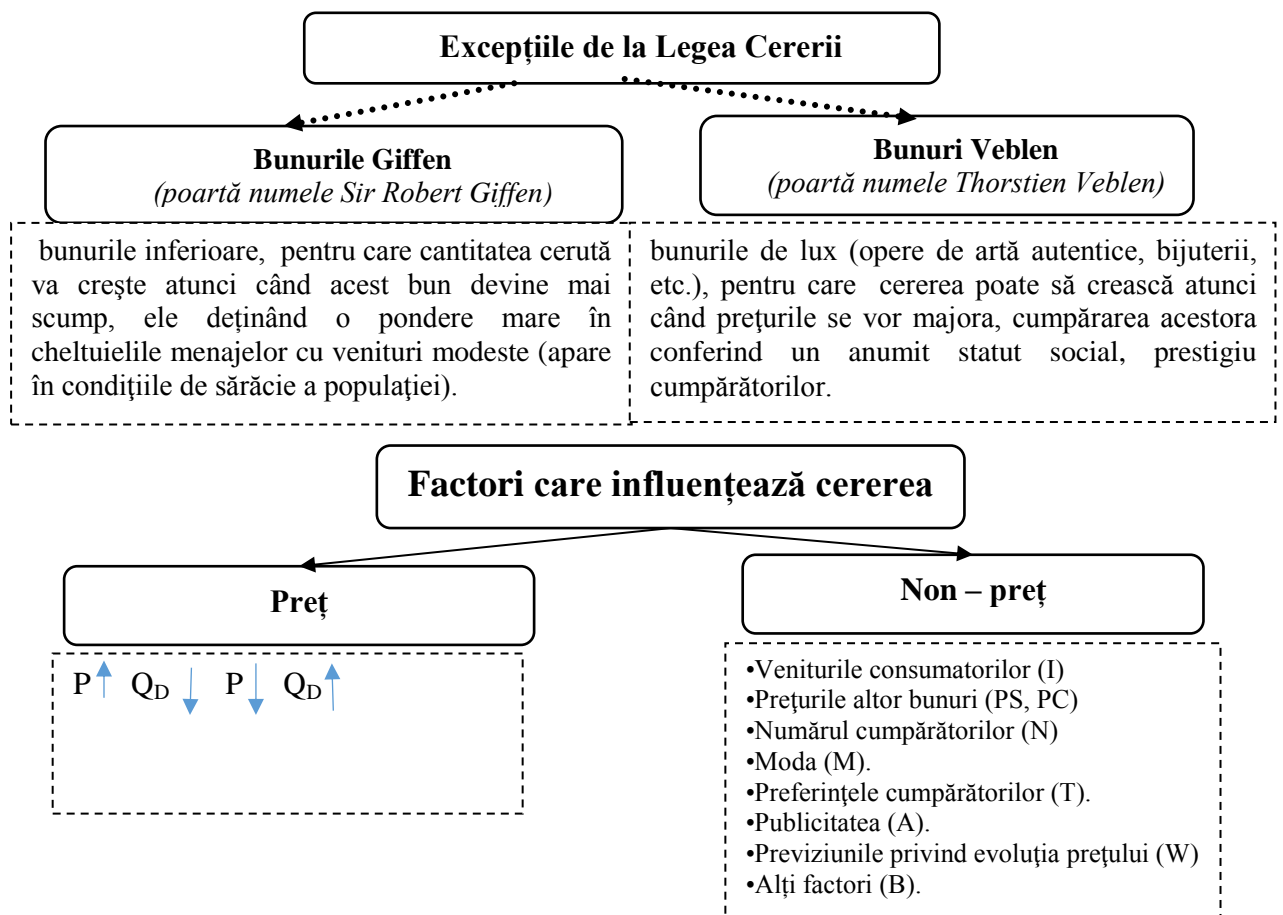 Excepțiile de la Legea Cererii
Bunurile Giffen
(poartă numele Sir Robert Giffen)
bunurile inferioare, pentru care cantitatea cerută
va creşte atunci când acest bun devine mai
scump, ele deținând o pondere mare în
cheltuielile menajelor cu venituri modeste (apare
în condiţiile de sărăcie a populaţiei).
Bunuri Veblen
(poartă numele Thorstien Veblen)
bunurile de lux (opere de artă autentice, bijuterii,
etc.), pentru care cererea poate să crească atunci
când preţurile se vor majora, cumpărarea acestora
conferind un anumit statut social, prestigiu
cumpărătorilor.
Factori care influențează cererea
Preț
P Q_D P Q_D
Non – preț
•Veniturile consumatorilor (I)
•Preţurile altor bunuri (PS, PC)
•Numărul cumpărătorilor (N)
•Moda (M).
•Preferinţele cumpărătorilor (T).
•Publicitatea (A).
•Previziunile privind evoluţia preţului (W)
•Alți factori (B).